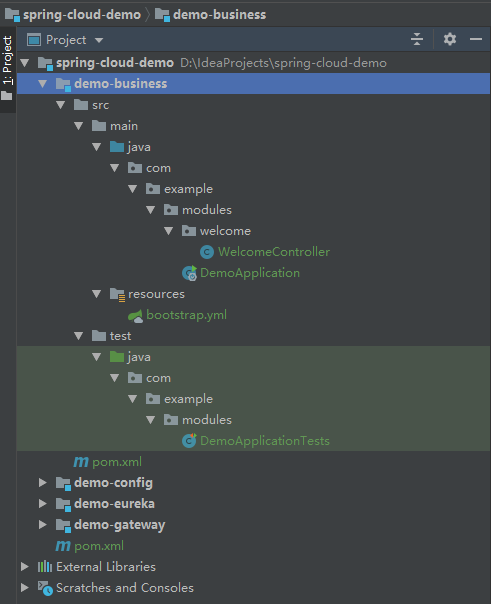 spring-cloud-demo demo-business
1: Project
Project
spring-cloud-demo D:\IdeaProjects\spring-cloud-demo
demo-business
src
main
java
com
example
modules
welcome
WelcomeController
DemoApplication
resources
bootstrap.yml
test
java
com
example
modules
DemoApplicationTests
pom.xml
demo-config
demo-eureka
demo-gateway
pom.xml
External Libraries
Scratches and Consoles